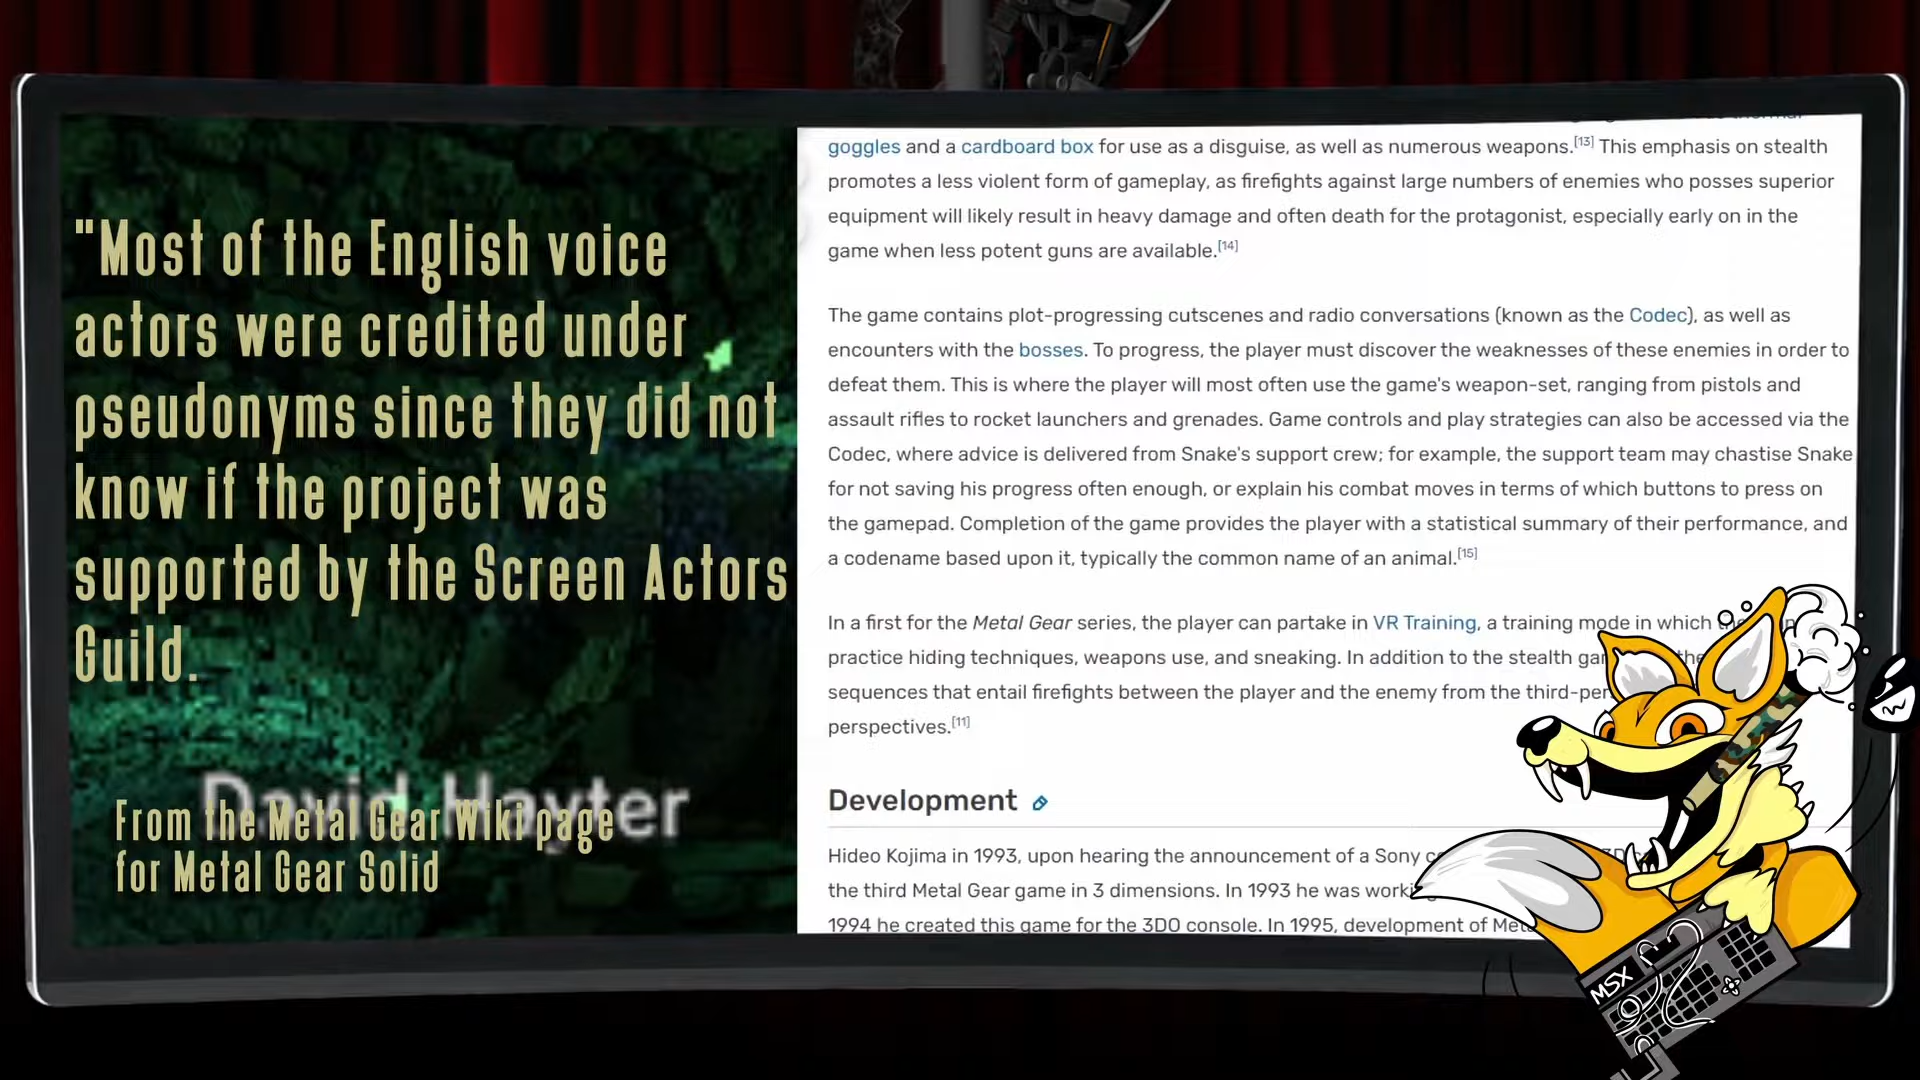 "Most of the English voice
actors were credited under
pseudonyms since they did not
know if the project was
supported by the Screen Actors
Guild.
David Hayter
From the Metal Gear Wiki page
for Metal Gear Solid
goggles and a cardboard box for use as a disguise, as well as numerous weapons.[13] This emphasis on stealth
promotes a less violent form of gameplay, as firefights against large numbers of enemies who posses superior
equipment will likely result in heavy damage and often death for the protagonist, especially early on in the
game when less potent guns are available.[14]
The game contains plot-progressing cutscenes and radio conversations (known as the Codec), as well as
encounters with the bosses. To progress, the player must discover the weaknesses of these enemies in order to
defeat them. This is where the player will most often use the game's weapon-set, ranging from pistols and
assault rifles to rocket launchers and grenades. Game controls and play strategies can also be accessed via the
Codec, where advice is delivered from Snake's support crew; for example, the support team may chastise Snake
for not saving his progress often enough, or explain his combat moves in terms of which buttons to press on
the gamepad. Completion of the game provides the player with a statistical summary of their performance, and
a codename based upon it, typically the common name of an animal.[15]
In a first for the Metal Gear series, the player can partake in VR Training, a training mode in which
practice hiding techniques, weapons use, and sneaking. In addition to the stealth
sequences that entail firefights between the player and the enemy from the
perspectives.[11]
Development
Hideo Kojima in 1993, upon hearing the announcement of a Sony
the third Metal Gear game in 3 dimensions. In 1993 he was
1994 he created this game for the 3DO console. In 1995, development of
MSX